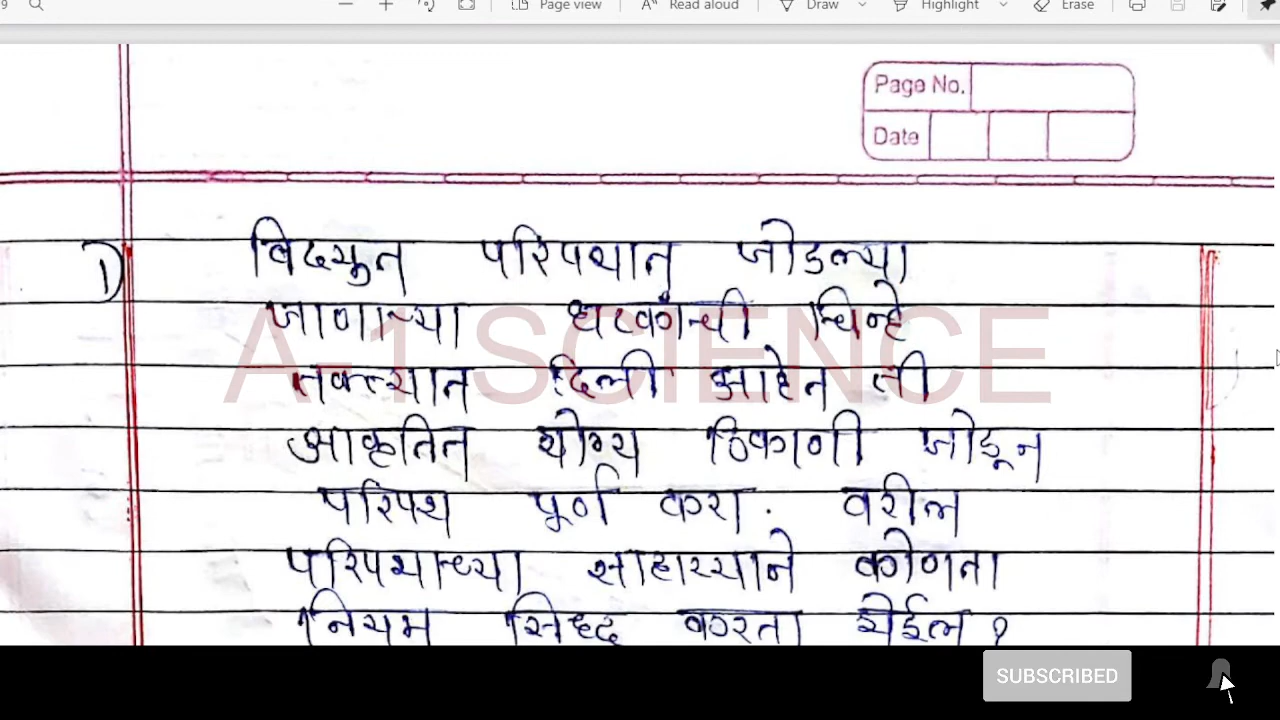 9
Page view
Read aloud
Draw
Highlight
Erase
Page No.
Date
1) विद्युत परिपथात जोडल्या
जाणाऱ्या घटकांची चिन्हे
A-1 SCIENCE
तक्त्यात दिली आहेत ती
आकृतित योग्य ठिकाणी जोडून
परिपथ पूर्ण करा. वरील
परिपथाच्या साहाय्याने कोणता
नियम सिध्द करता येईल?
SUBSCRIBED